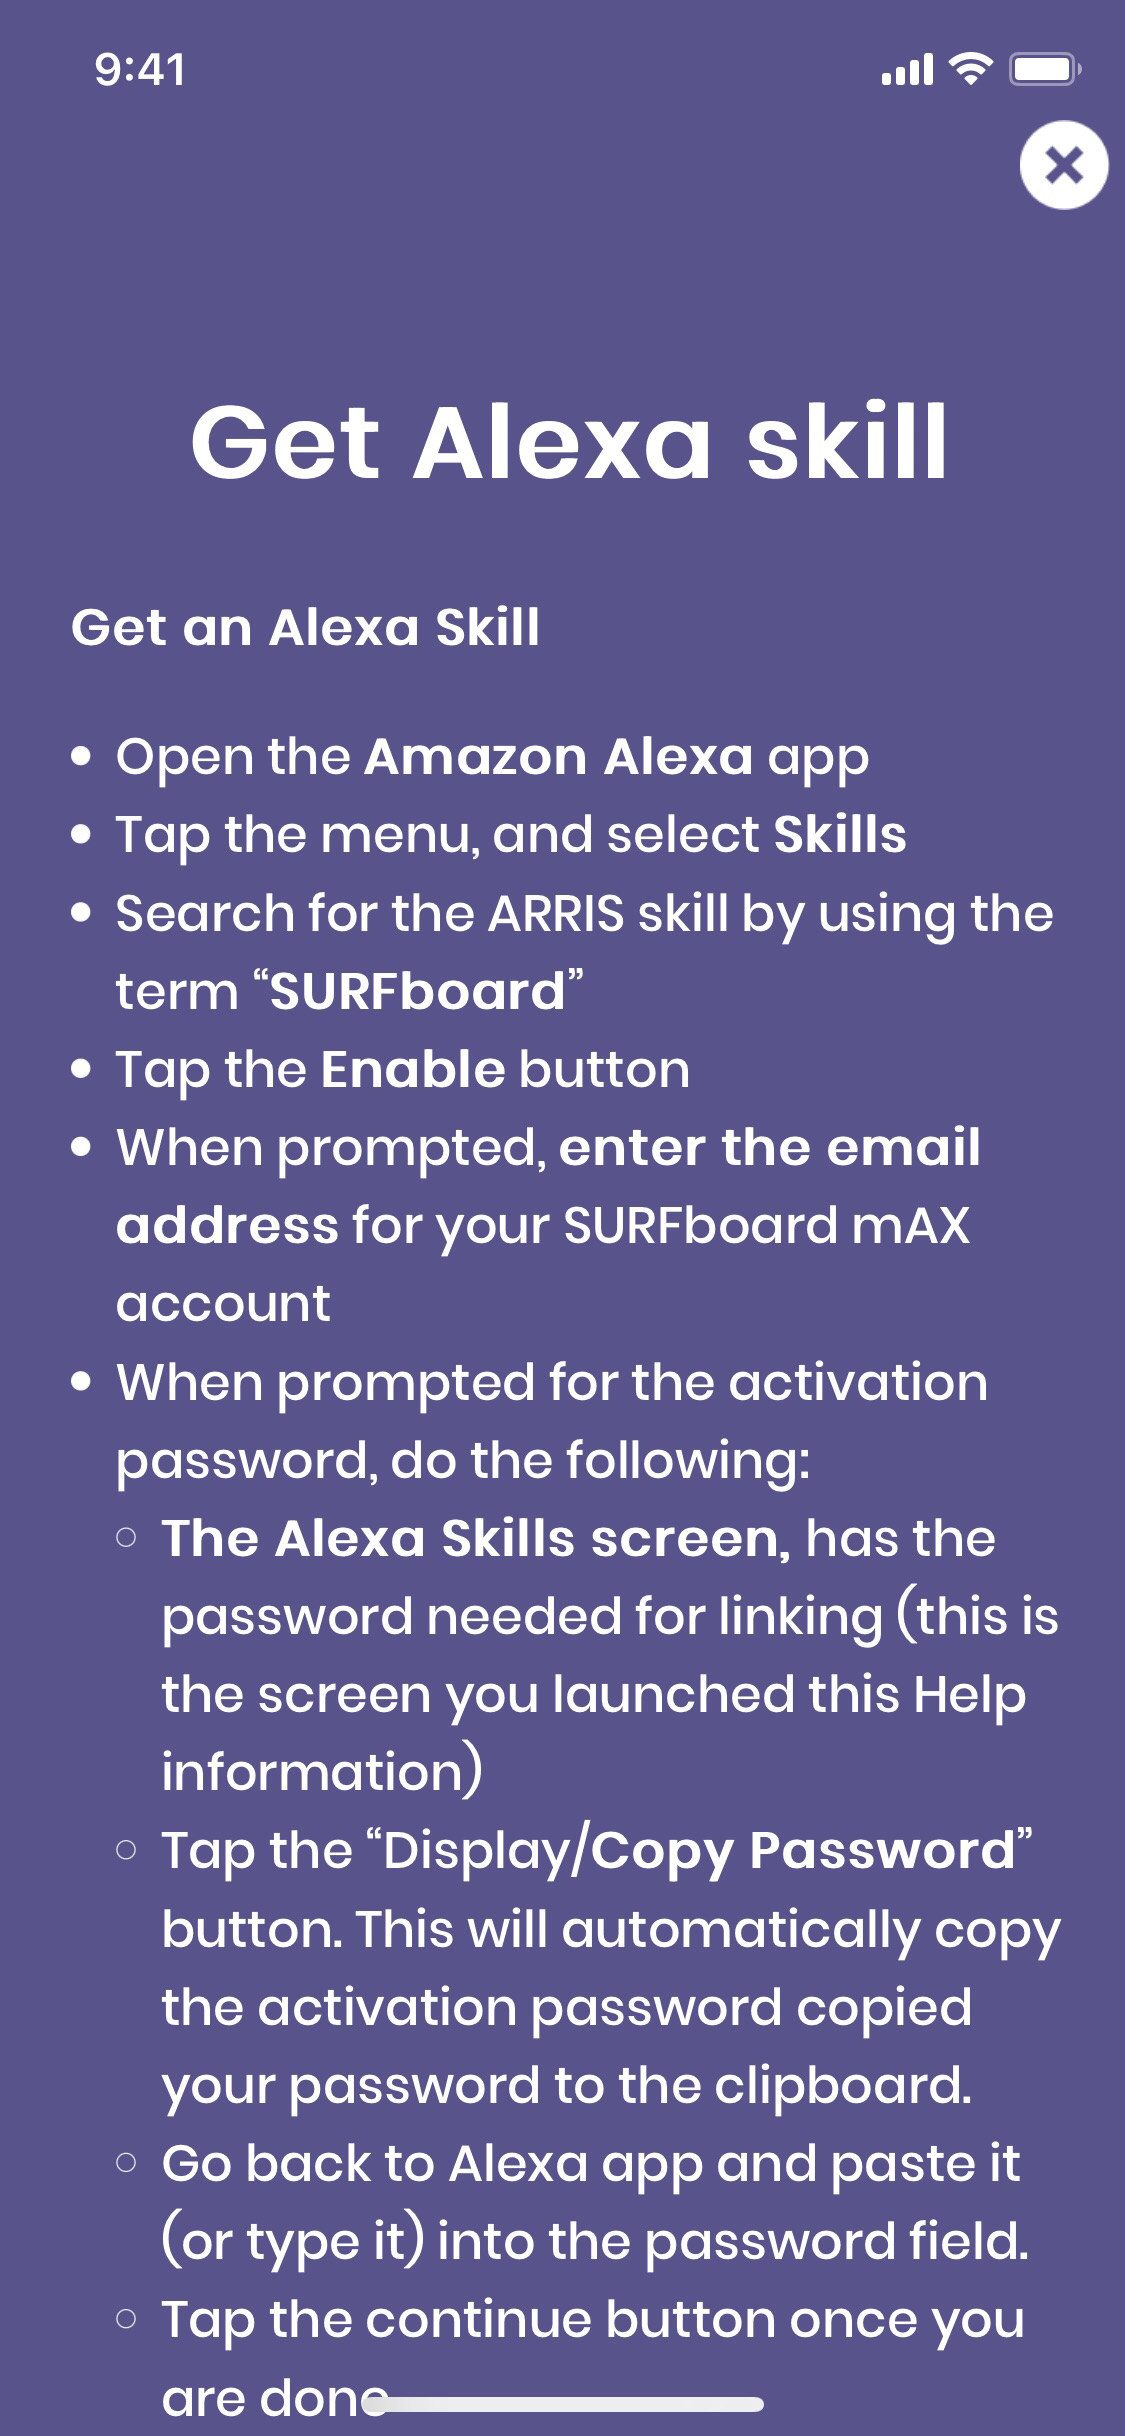 9:41
Get Alexa skill
Get an Alexa Skill
• Open the Amazon Alexa app
• Tap the menu, and select Skills
• Search for the ARRIS skill by using the
term “SURFboard”
• Tap the Enable button
• When prompted, enter the email
address for your SURFboard mAX
account
• When prompted for the activation
password, do the following:
○ The Alexa Skills screen, has the
password needed for linking (this is
the screen you launched this Help
information)
○ Tap the “Display/Copy Password”
button. This will automatically copy
the activation password copied
your password to the clipboard.
○ Go back to Alexa app and paste it
(or type it) into the password field.
○ Tap the continue button once you
are done